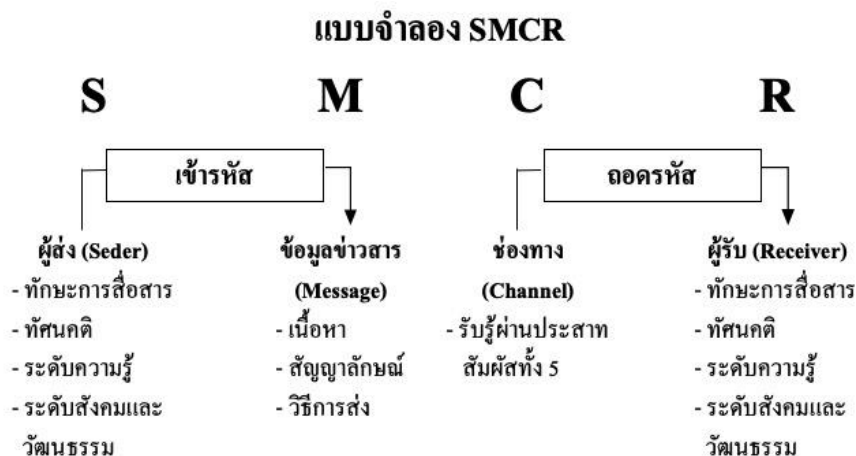 แบบจำลอง SMCR
S M C R
เข้ารหัส ถอดรหัส
ผู้ส่ง (Seder)
- ทักษะการสื่อสาร
- ทัศนคติ
- ระดับความรู้
- ระดับสังคมและ
วัฒนธรรม
ข้อมูลข่าวสาร
(Message)
- เนื้อหา
- สัญญาลักษณ์
- วิธีการส่ง
ช่องทาง
(Channel)
- รับรู้ผ่านประสาท
สัมผัสทั้ง 5
ผู้รับ (Receiver)
- ทักษะการสื่อสาร
- ทัศนคติ
- ระดับความรู้
- ระดับสังคมและ
วัฒนธรรม